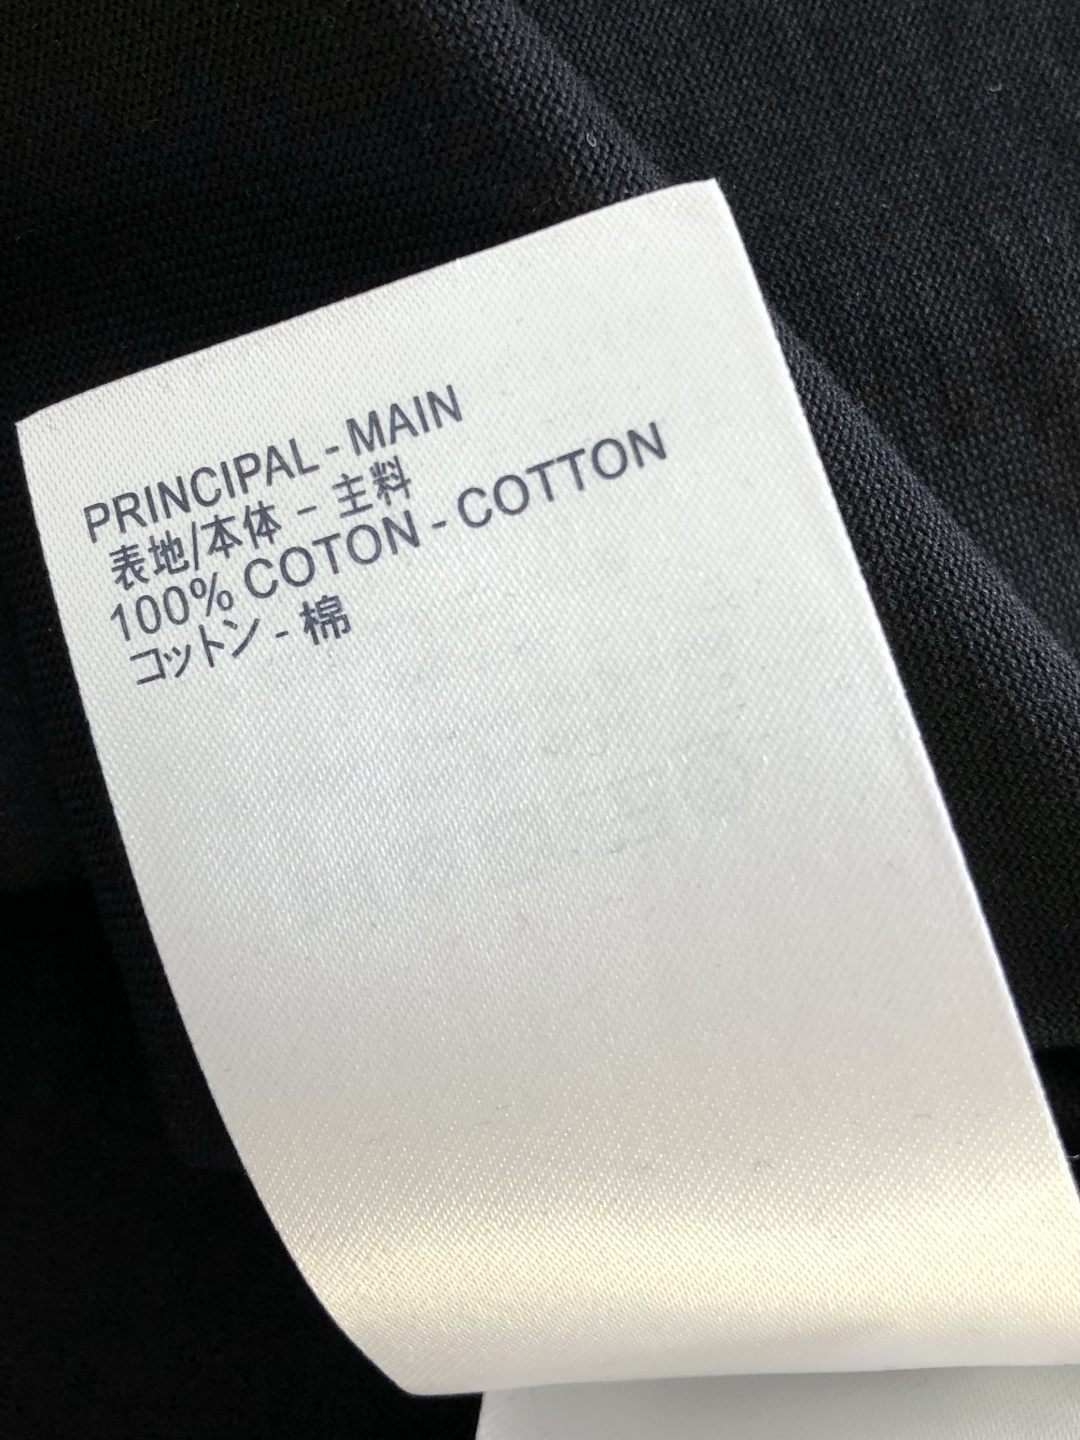 PRINCIPAL - MAIN
表地/本体 - 主料
100% COTON - COTTON
コットン - 棉